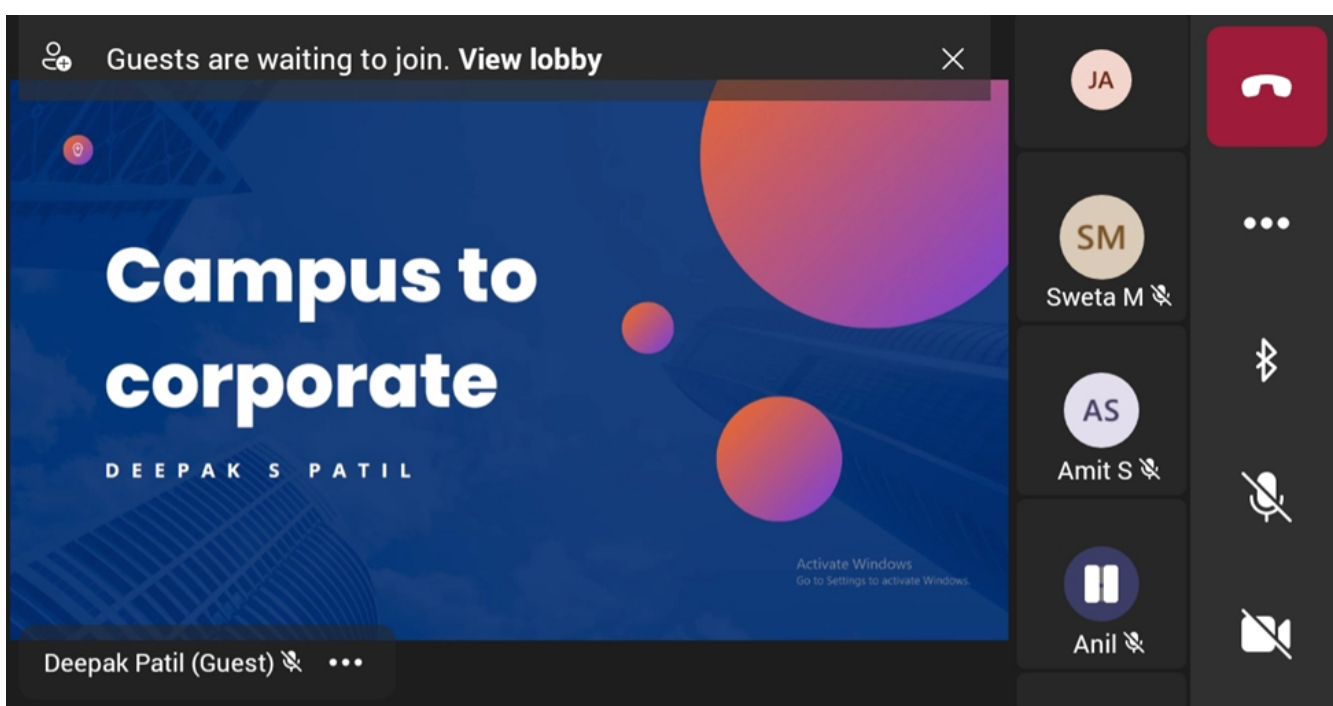 Guests are waiting to join. View lobby
JA
Campus to
corporate
DEEPAK S PATIL
Activate Windows
Go to Settings to activate Windows.
Deepak Patil (Guest)
SM
Sweta M
AS
Amit S
Anil